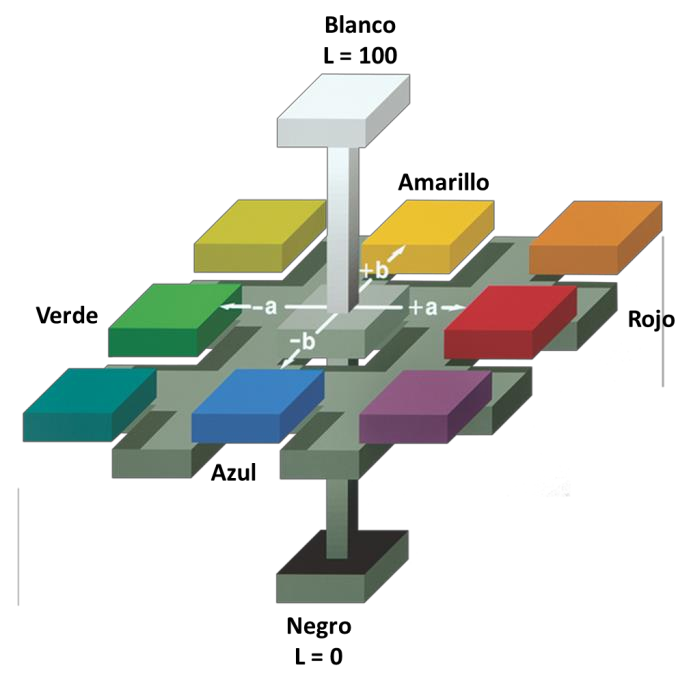 Blanco
L = 100
Amarillo
+b
Verde
-a
+a
Rojo
-b
Azul
Negro
L = 0